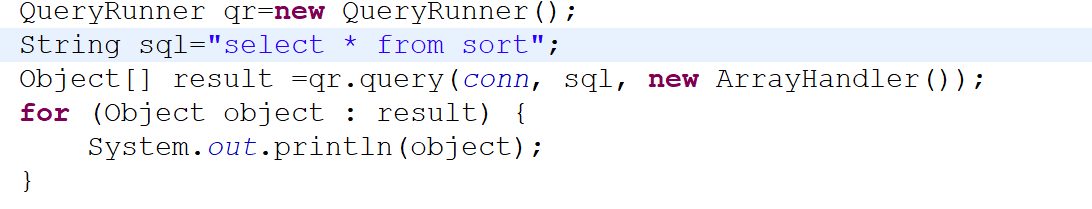 QueryRunner qr=new QueryRunner();
String sql="select * from sort";
Object[] result =qr.query(conn, sql, new ArrayHandler());
for (Object object : result) {
    System.out.println(object);
}